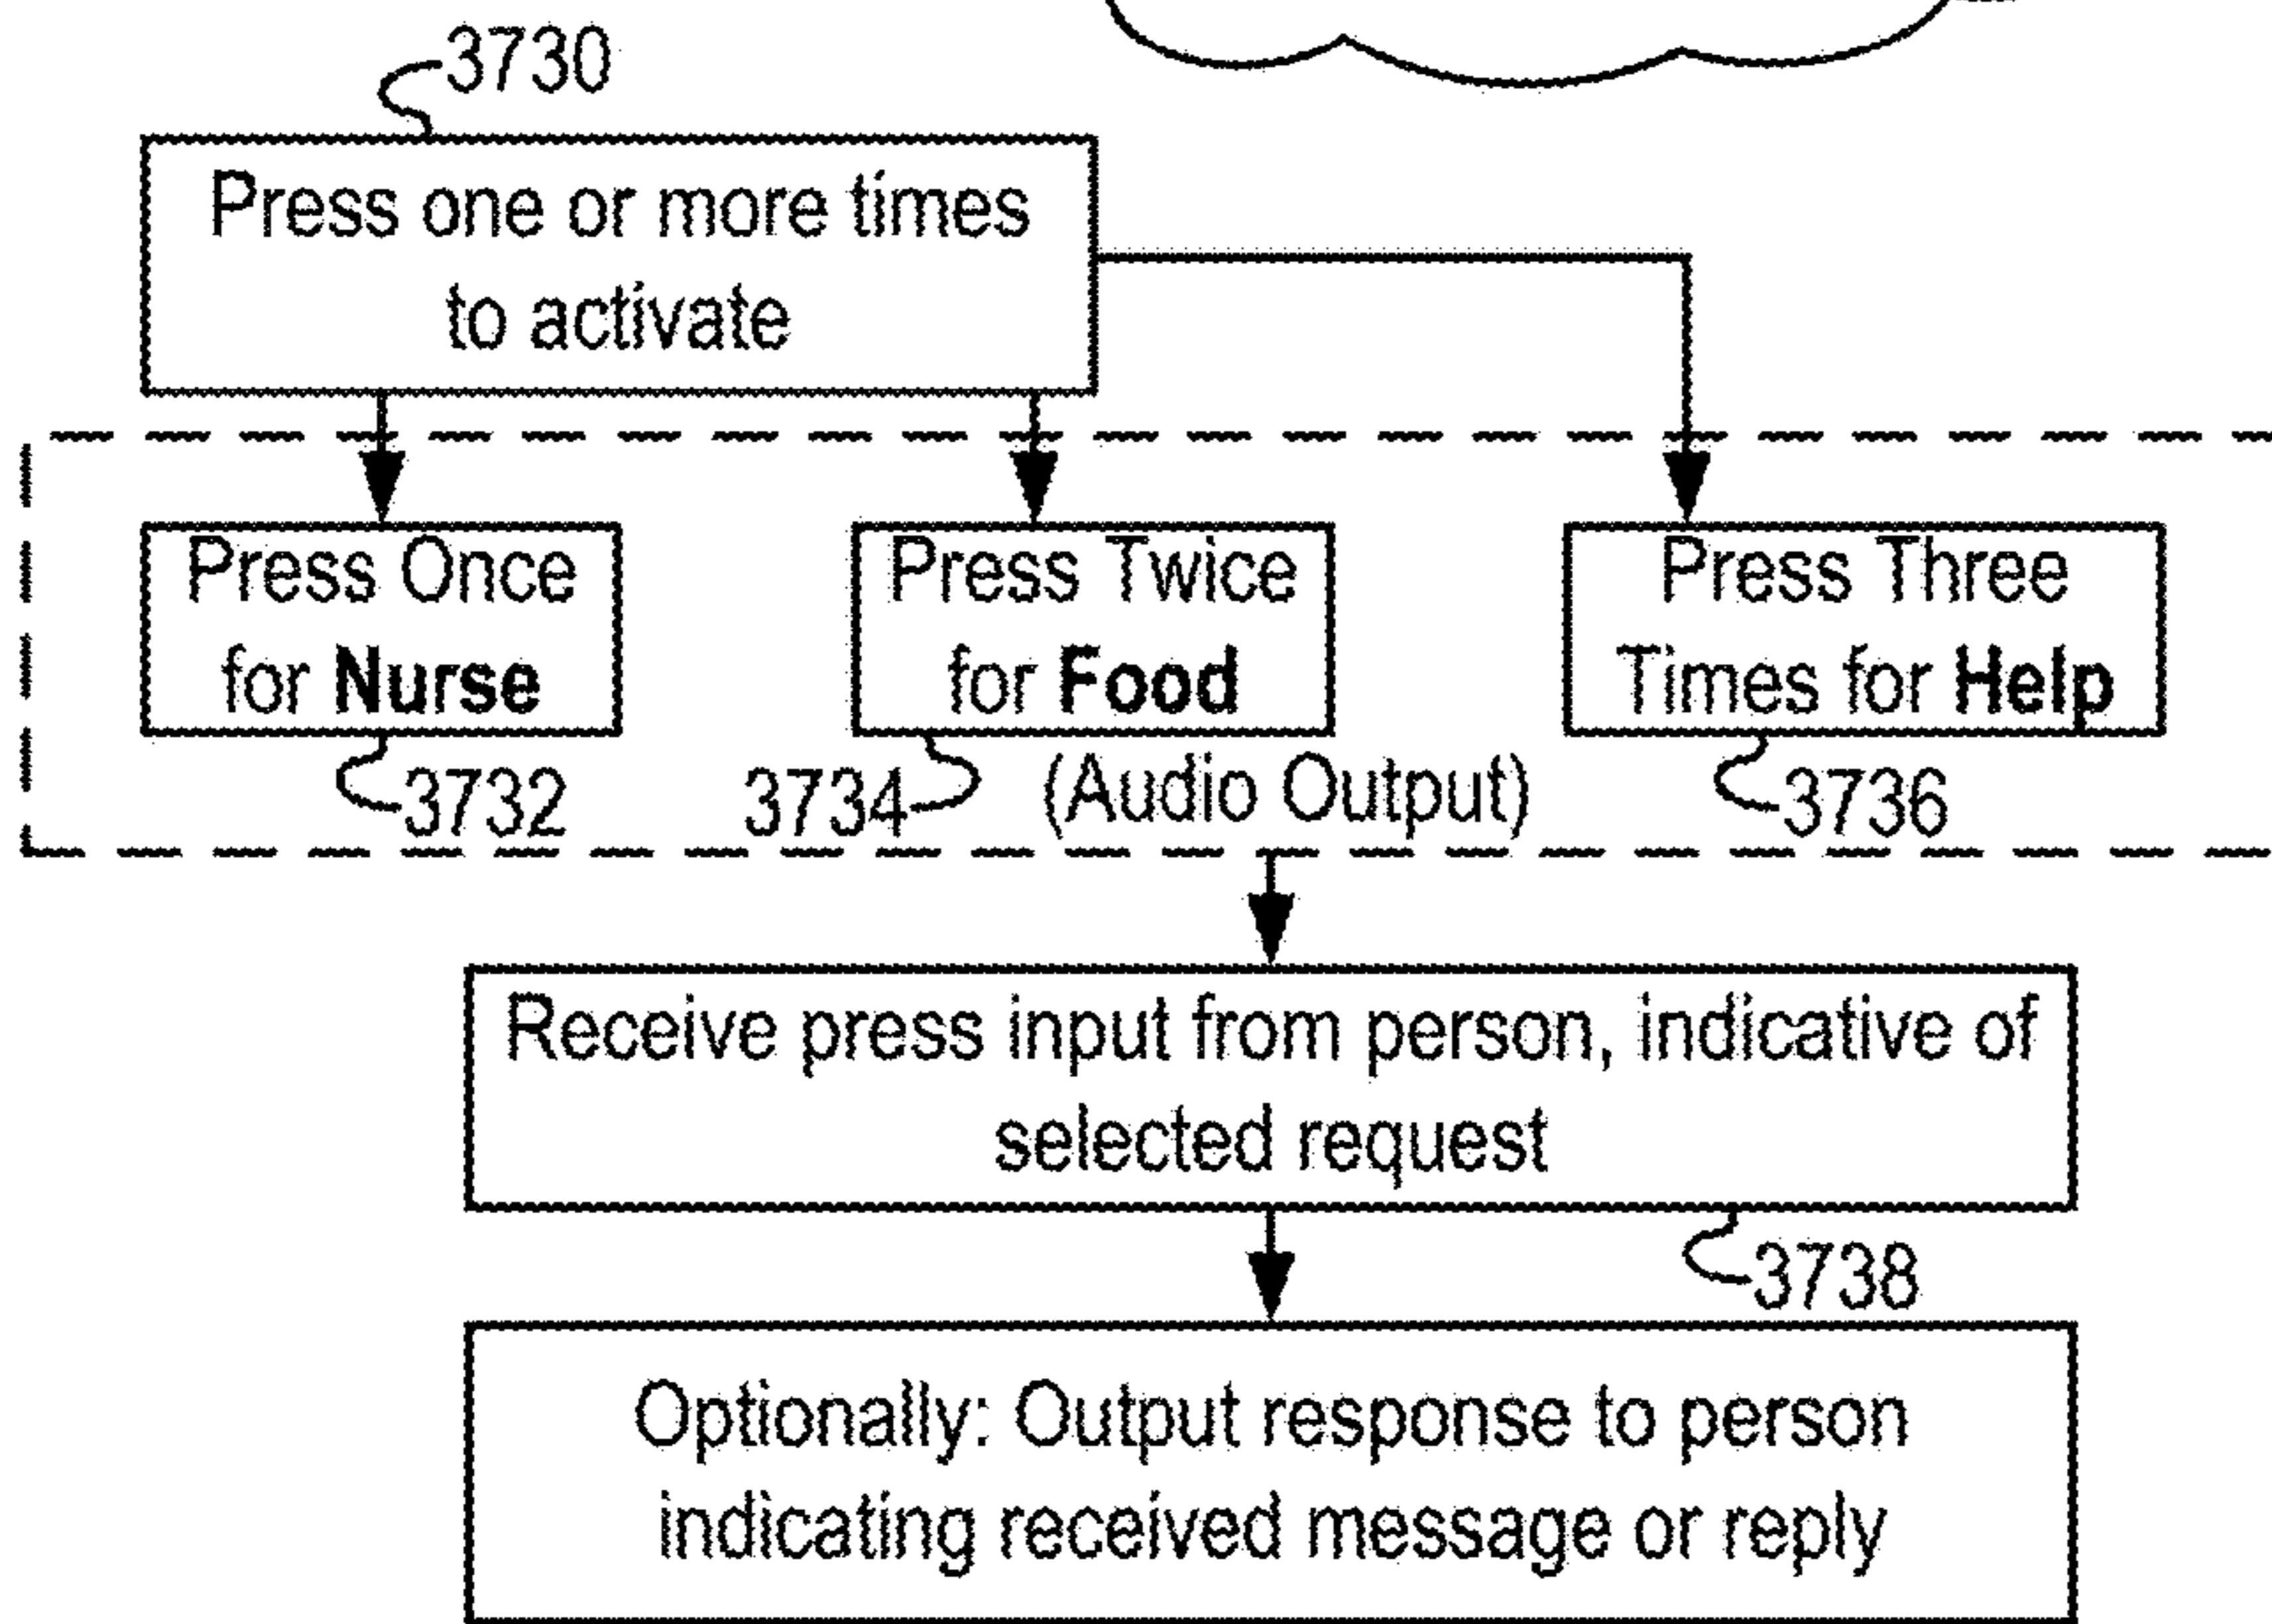 3730
Press one or more times
to activate
Press Once
for Nurse
Press Twice
for Food
Press Three
Times for Help
3732
3734
(Audio Output)
3736
Receive press input from person, indicative of
selected request
3738
Optionally: Output response to person
indicating received message or reply